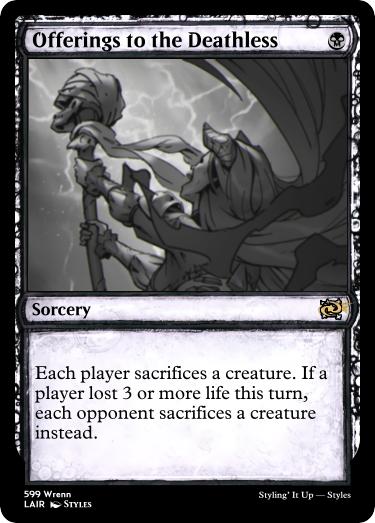 Offerings to the Deathless
Sorcery
Each player sacrifices a creature. If a
player lost 3 or more life this turn,
each opponent sacrifices a creature
instead.
599 Wrenn
LAIR Styles
Styling' It Up — Styles